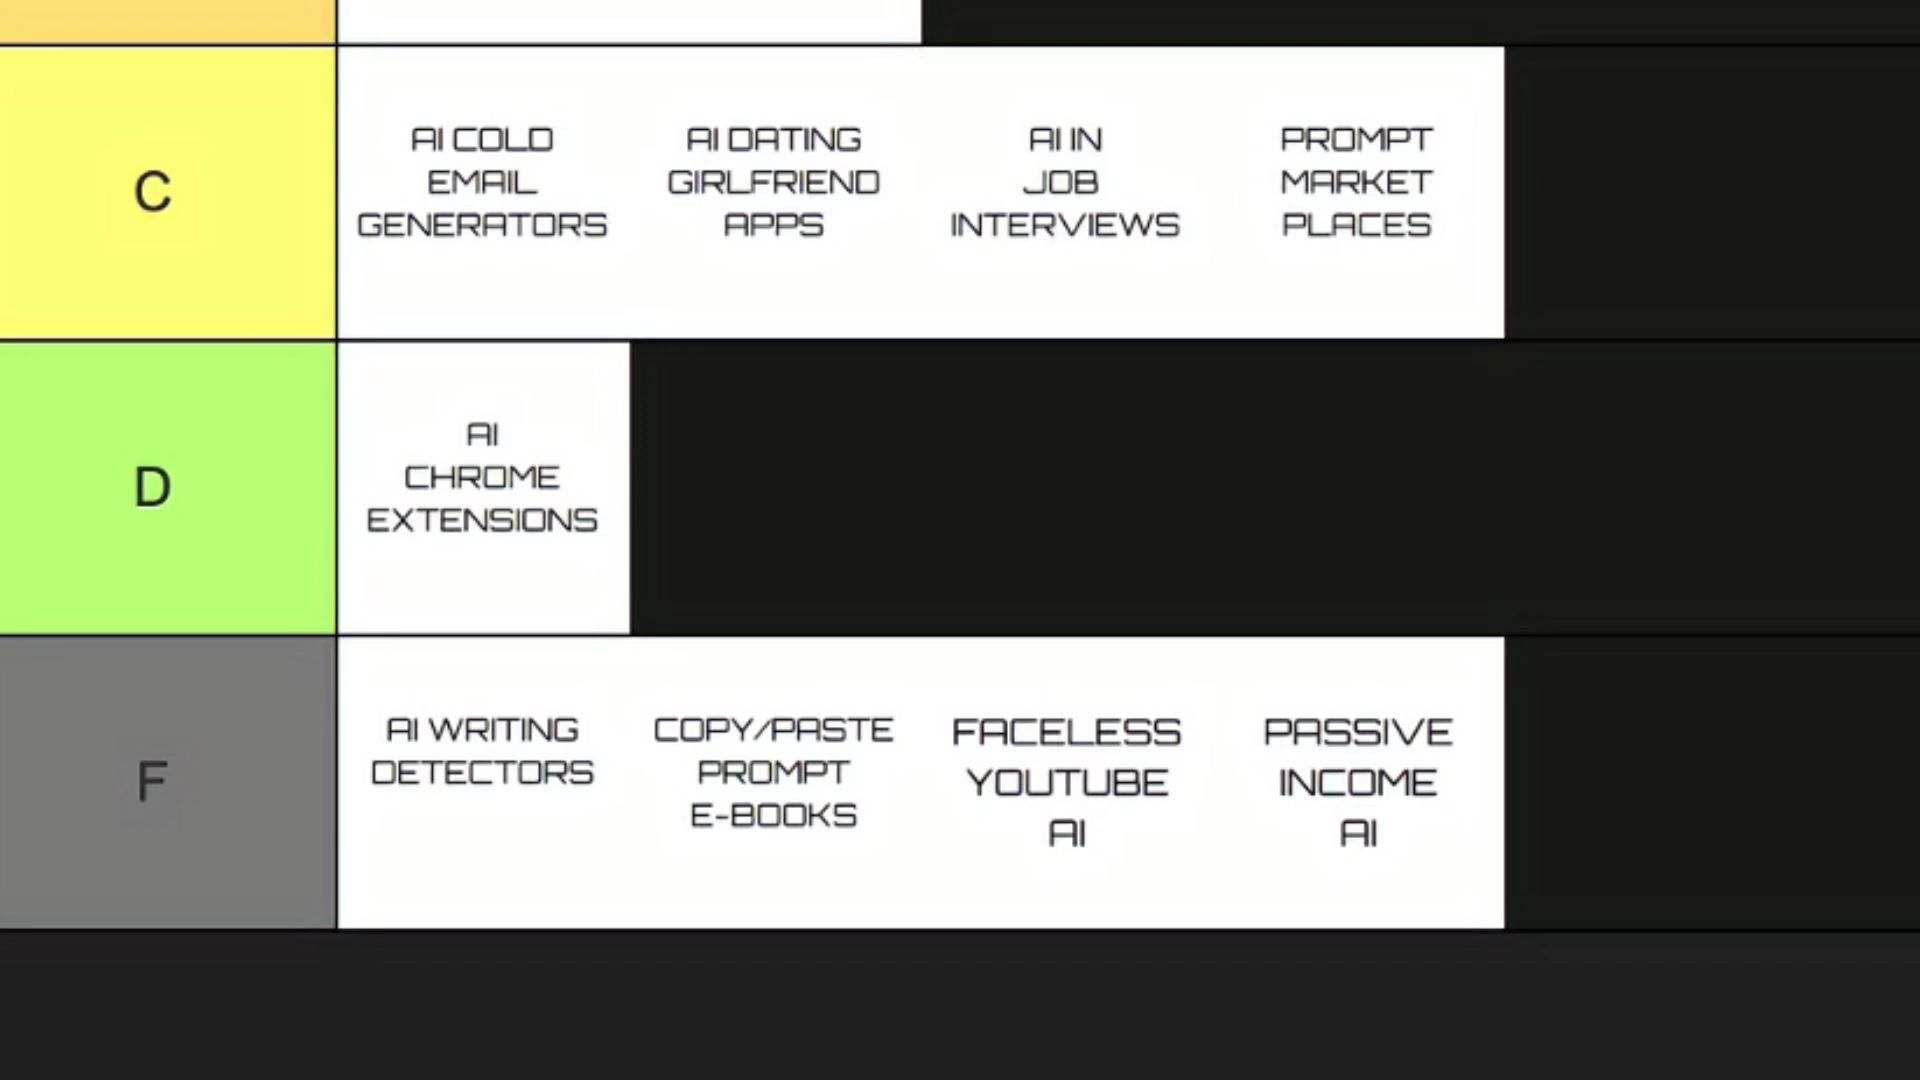 C
AI COLD
EMAIL
GENERATORS
AI DATING
GIRLFRIEND
APPS
AI IN
JOB
INTERVIEWS
PROMPT
MARKET
PLACES
D
AI
CHROME
EXTENSIONS
F
AI WRITING
DETECTORS
COPY/PASTE
PROMPT
E-BOOKS
FACELESS
YOUTUBE
AI
PASSIVE
INCOME
AI